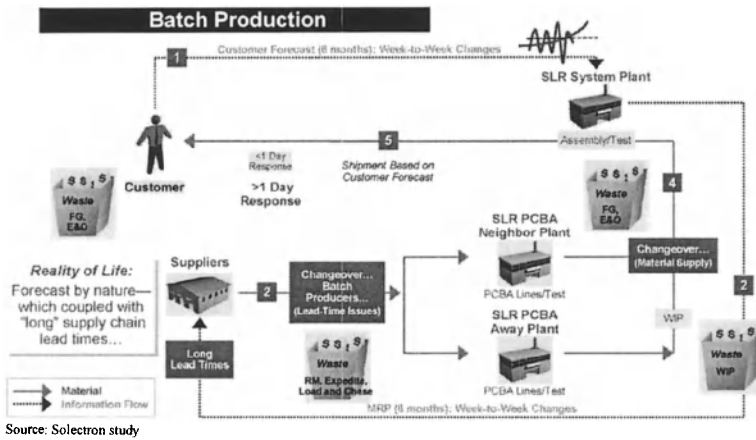 Batch Production
Customer Forecast (6 months): Week-to-Week Changes
1
SLR System Plant
Assembly/Test
5
Shipment Based on
Customer Forecast
<1 Day
Response
>1 Day
Response
Customer
$ $ $ $
Waste
FG,
E&O
$ $ $ $
Waste
FG,
E&O
4
Reality of Life:
Forecast by nature—
which coupled with
"long" supply chain
lead times…
Suppliers
2
Changeover…
Batch
Producers…
(Lead-Time Issues)
SLR PCBA
Neighbor Plant
PCBA Lines/Test
Changeover…
(Material Supply)
2
SLR PCBA
Away Plant
PCBA Lines/Test
WIP
Long
Lead Times
$ $ $ $
Waste
RM, Expedite,
Load and Chase
$ $ $ $
Waste
WIP
Material
Information Flow
MRP (6 months): Week-to-Week Changes
Source: Solectron study